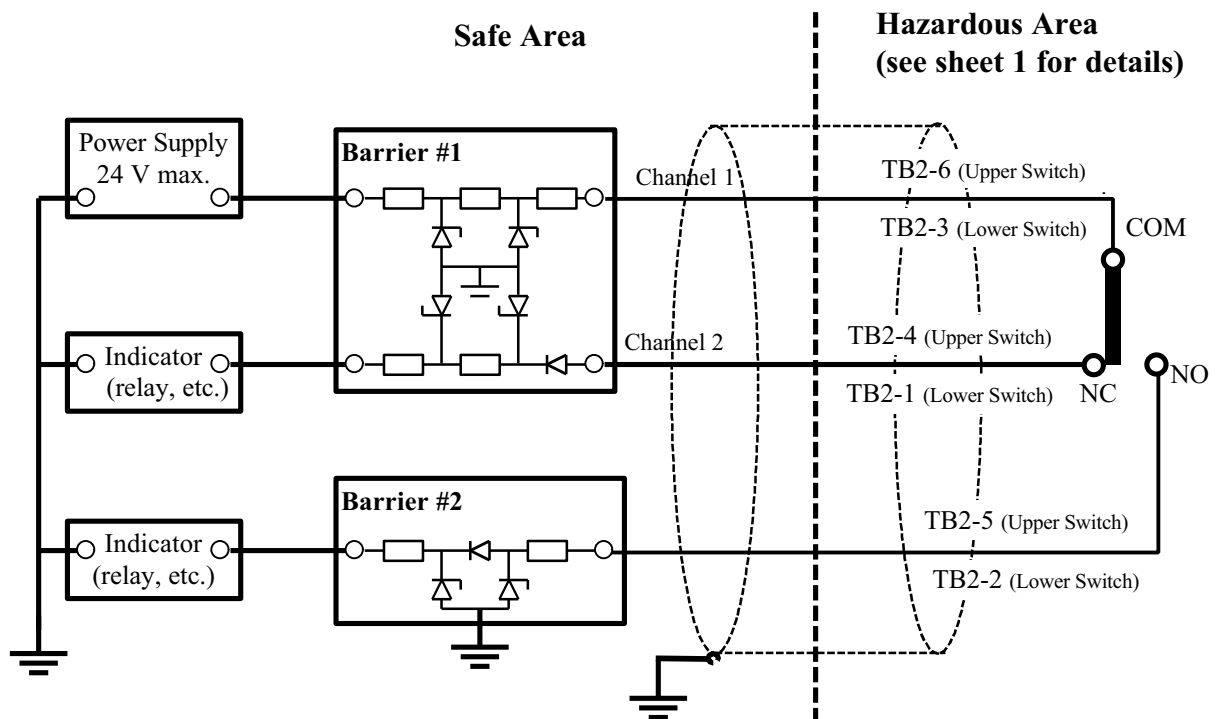 Safe Area
Hazardous Area
(see sheet 1 for details)
Power Supply
24 V max.
Barrier #1
Channel 1
TB2-6 (Upper Switch)
TB2-3 (Lower Switch)
COM
Indicator
(relay, etc.)
Channel 2
TB2-4 (Upper Switch)
TB2-1 (Lower Switch)
NC
NO
Barrier #2
Indicator
(relay, etc.)
TB2-5 (Upper Switch)
TB2-2 (Lower Switch)